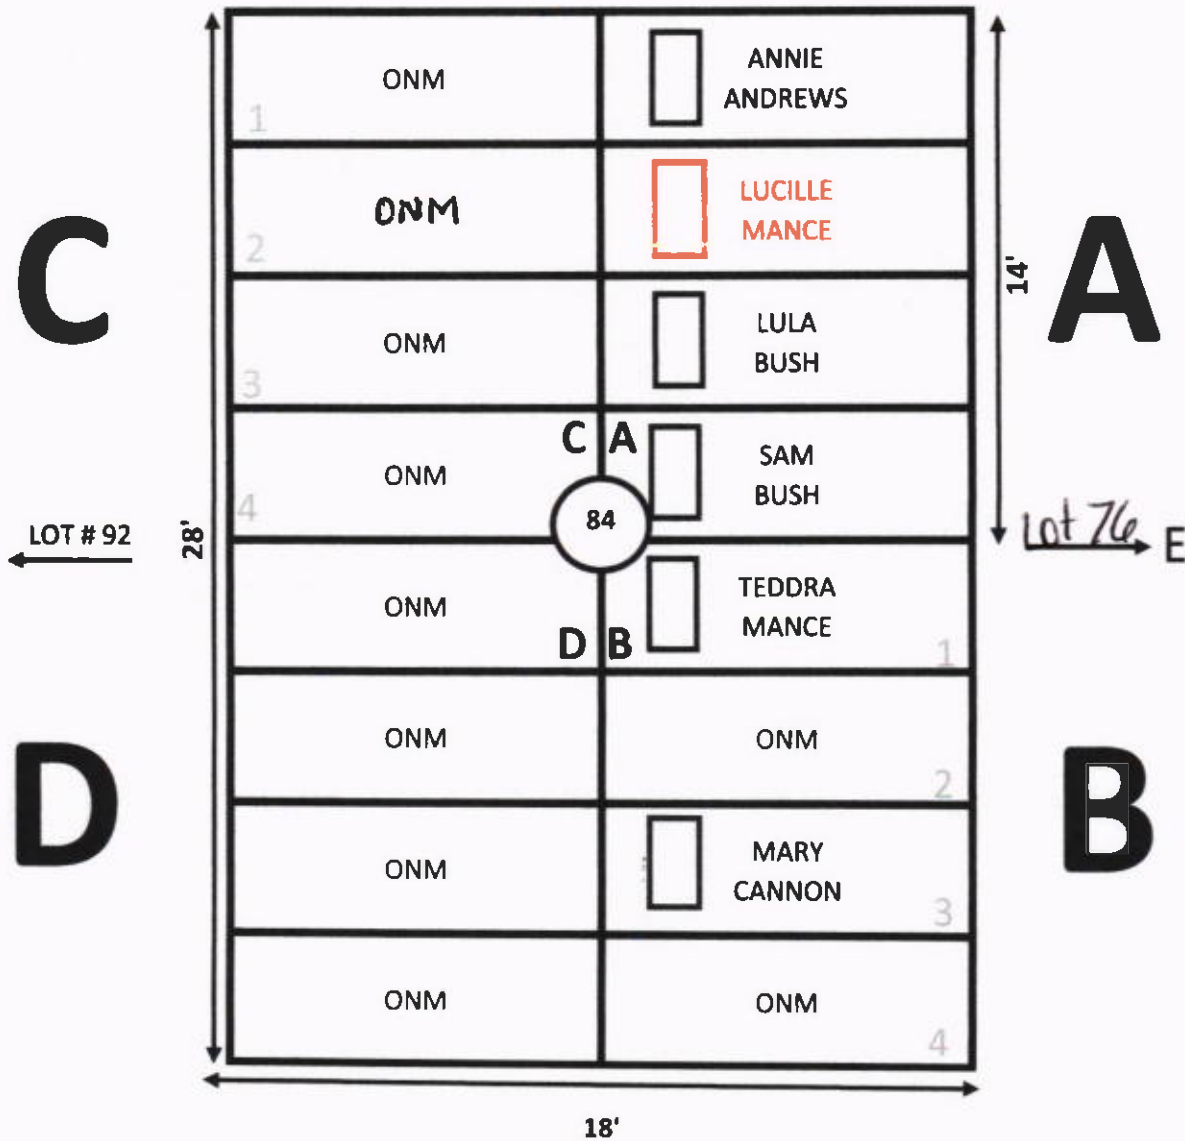 ONM
1
ANNIE
ANDREWS
ONM
2
LUCILLE
MANCE
C
A
14'
ONM
3
LULA
BUSH
ONM
4
C A
SAM
BUSH
84
LOT # 92
28'
Lot 76
E
ONM
D B
TEDDRA
MANCE
1
D
B
ONM
ONM
2
ONM
MARY
CANNON
3
ONM
ONM
4
18'